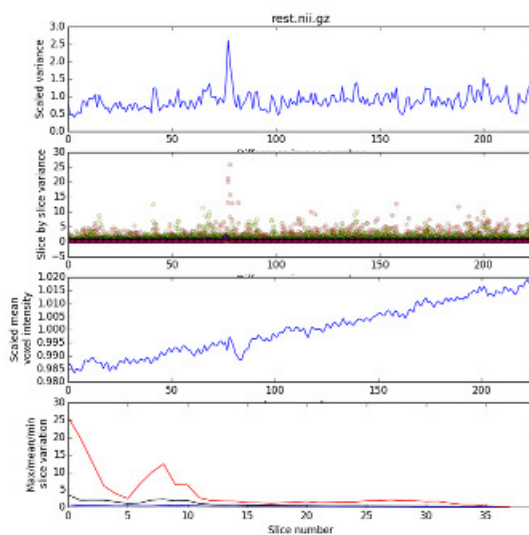 rest.nii.gz
Scaled variance
3.0
2.5
2.0
1.5
1.0
0.5
0.0
0 50 100 150 200
Slice by slice variance
30
25
20
15
10
5
0
−5
0 50 100 150 200
Scaled mean
voxel intensity
1.020
1.015
1.010
1.005
1.000
0.995
0.990
0.985
0.980
0 50 100 150 200
Max/mean/min
slice variation
30
25
20
15
10
5
0
0 5 10 15 20 25 30 35
Slice number